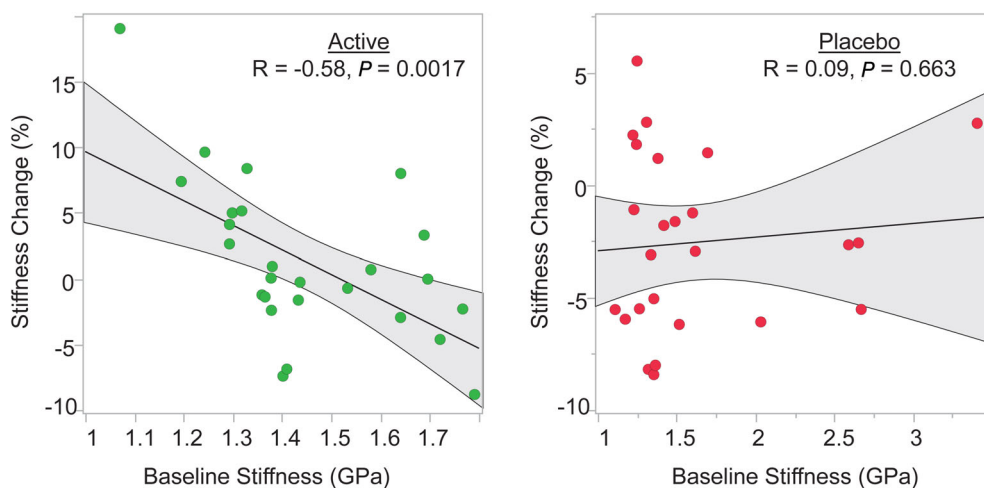 Active
R = -0.58, P = 0.0017
Stiffness Change (%)
15
10
5
0
-5
-10
1
1.1
1.2
1.3
1.4
1.5
1.6
1.7
Baseline Stiffness (GPa)
Placebo
R = 0.09, P = 0.663
Stiffness Change (%)
5
0
-5
-10
1
1.5
2
2.5
3
Baseline Stiffness (GPa)